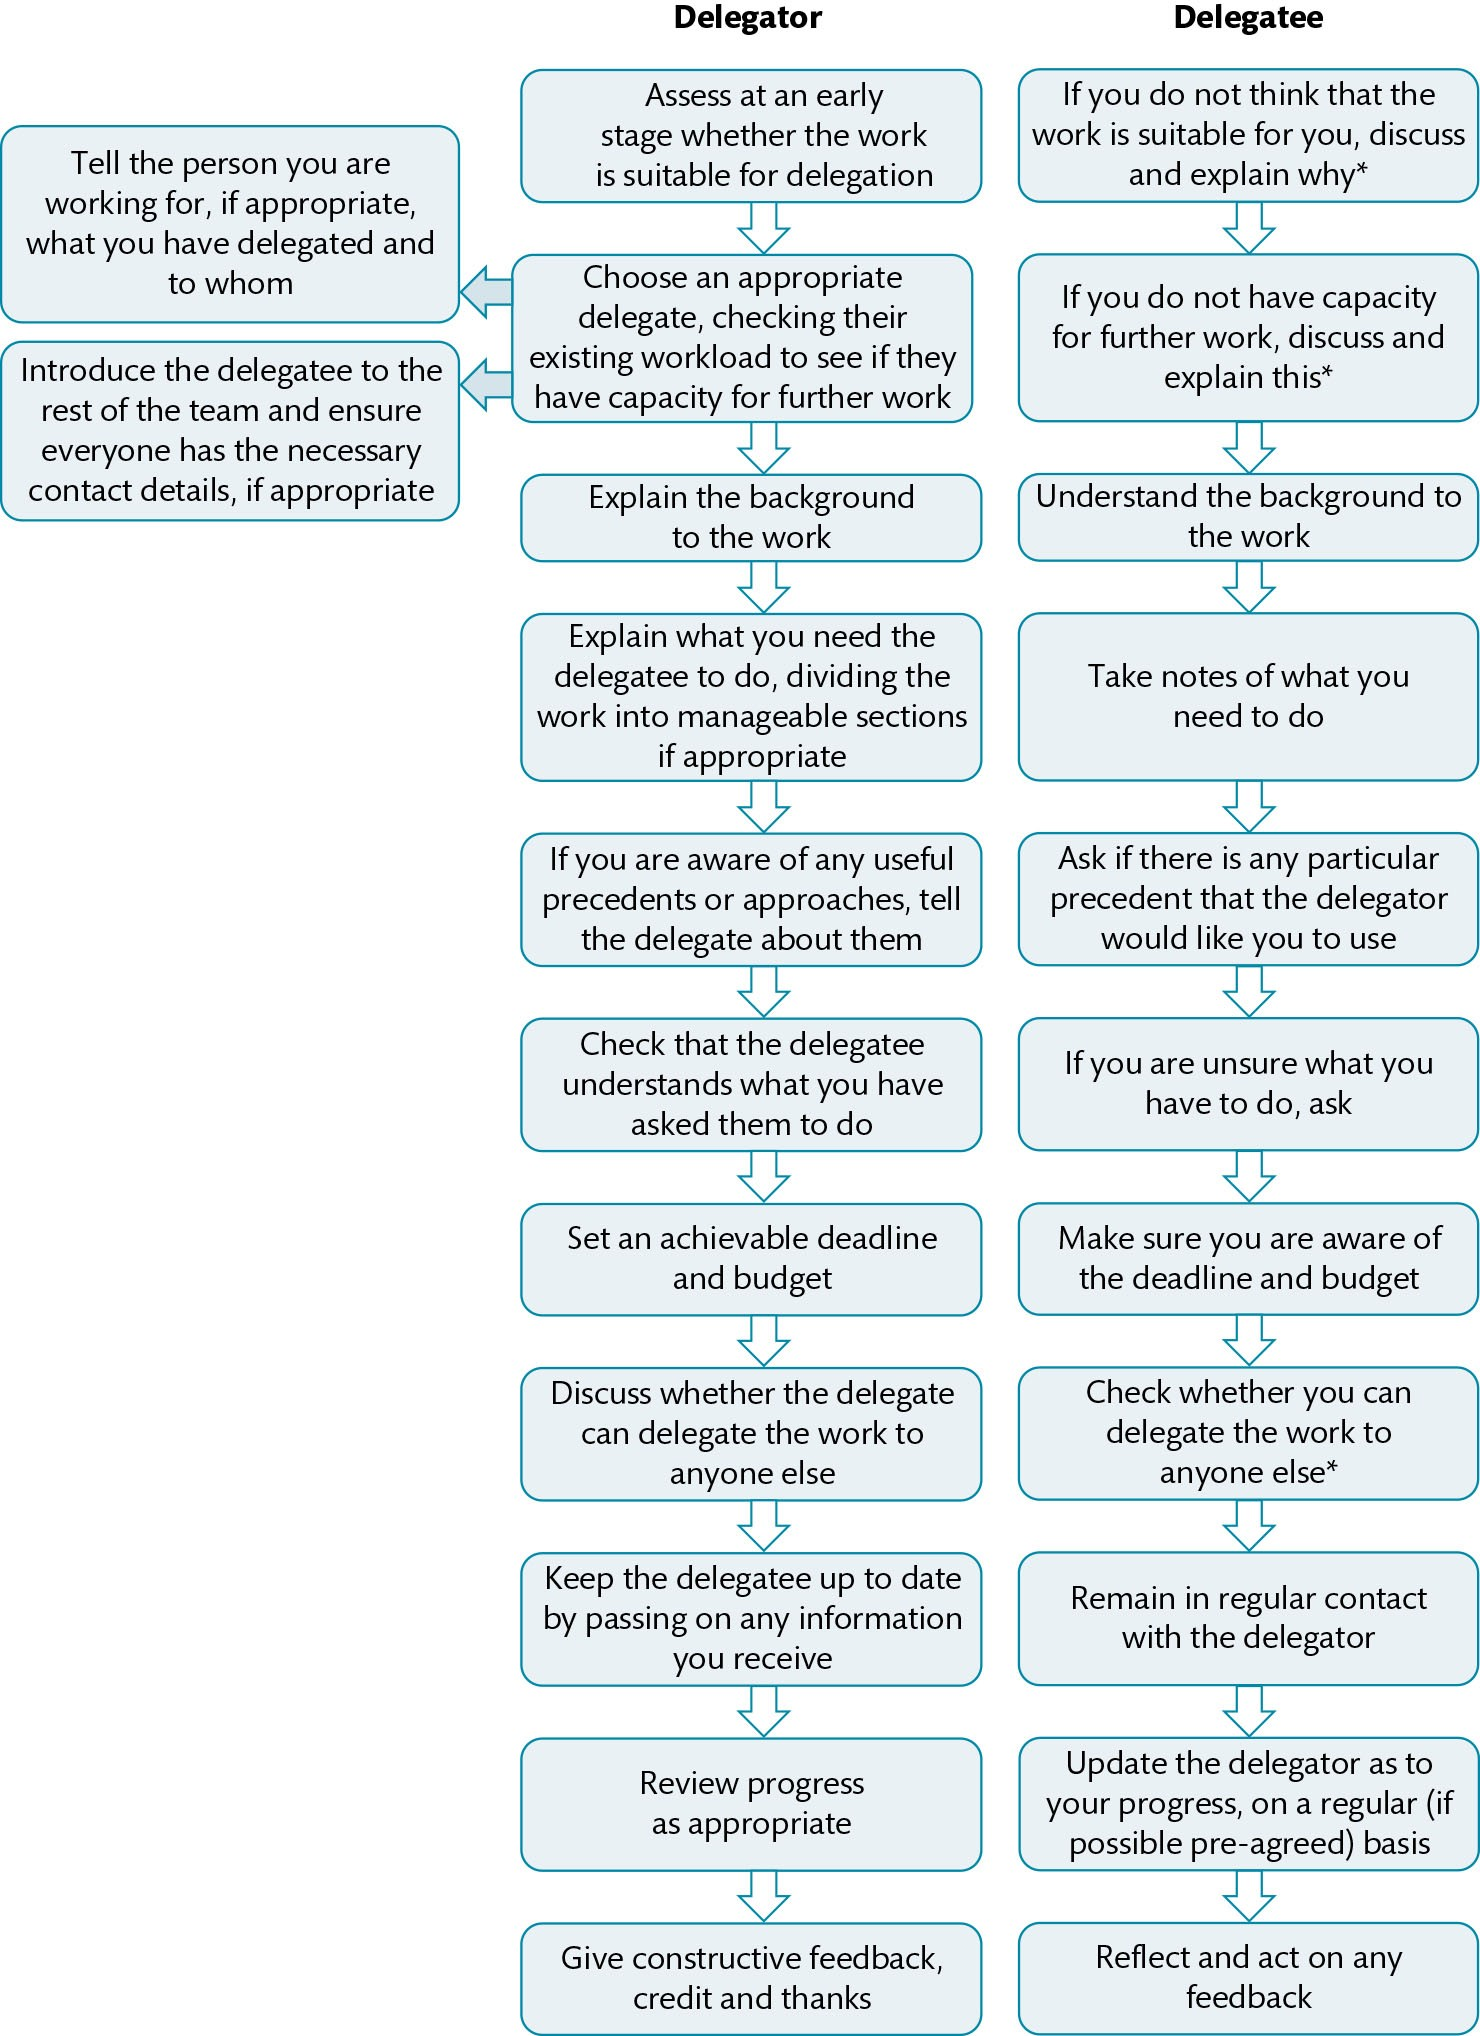 Delegator
Delegatee
Tell the person you are
working for, if appropriate,
what you have delegated and
to whom
Introduce the delegatee to the
rest of the team and ensure
everyone has the necessary
contact details, if appropriate
Assess at an early
stage whether the work
is suitable for delegation
Choose an appropriate
delegate, checking their
existing workload to see if they
have capacity for further work
Explain the background
to the work
Explain what you need the
delegatee to do, dividing the
work into manageable sections
if appropriate
If you are aware of any useful
precedents or approaches, tell
the delegate about them
Check that the delegatee
understands what you have
asked them to do
Set an achievable deadline
and budget
Discuss whether the delegate
can delegate the work to
anyone else
Keep the delegatee up to date
by passing on any information
you receive
Review progress
as appropriate
Give constructive feedback,
credit and thanks
If you do not think that the
work is suitable for you, discuss
and explain why*
If you do not have capacity
for further work, discuss and
explain this*
Understand the background to
the work
Take notes of what you
need to do
Ask if there is any particular
precedent that the delegator
would like you to use
If you are unsure what you
have to do, ask
Make sure you are aware of
the deadline and budget
Check whether you can
delegate the work to
anyone else*
Remain in regular contact
with the delegator
Update the delegator as to
your progress, on a regular (if
possible pre-agreed) basis
Reflect and act on any
feedback